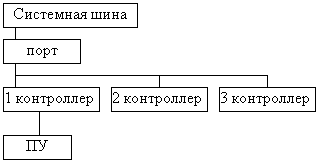 Системная шина
порт
1 контроллер 2 контроллер 3 контроллер
ПУ